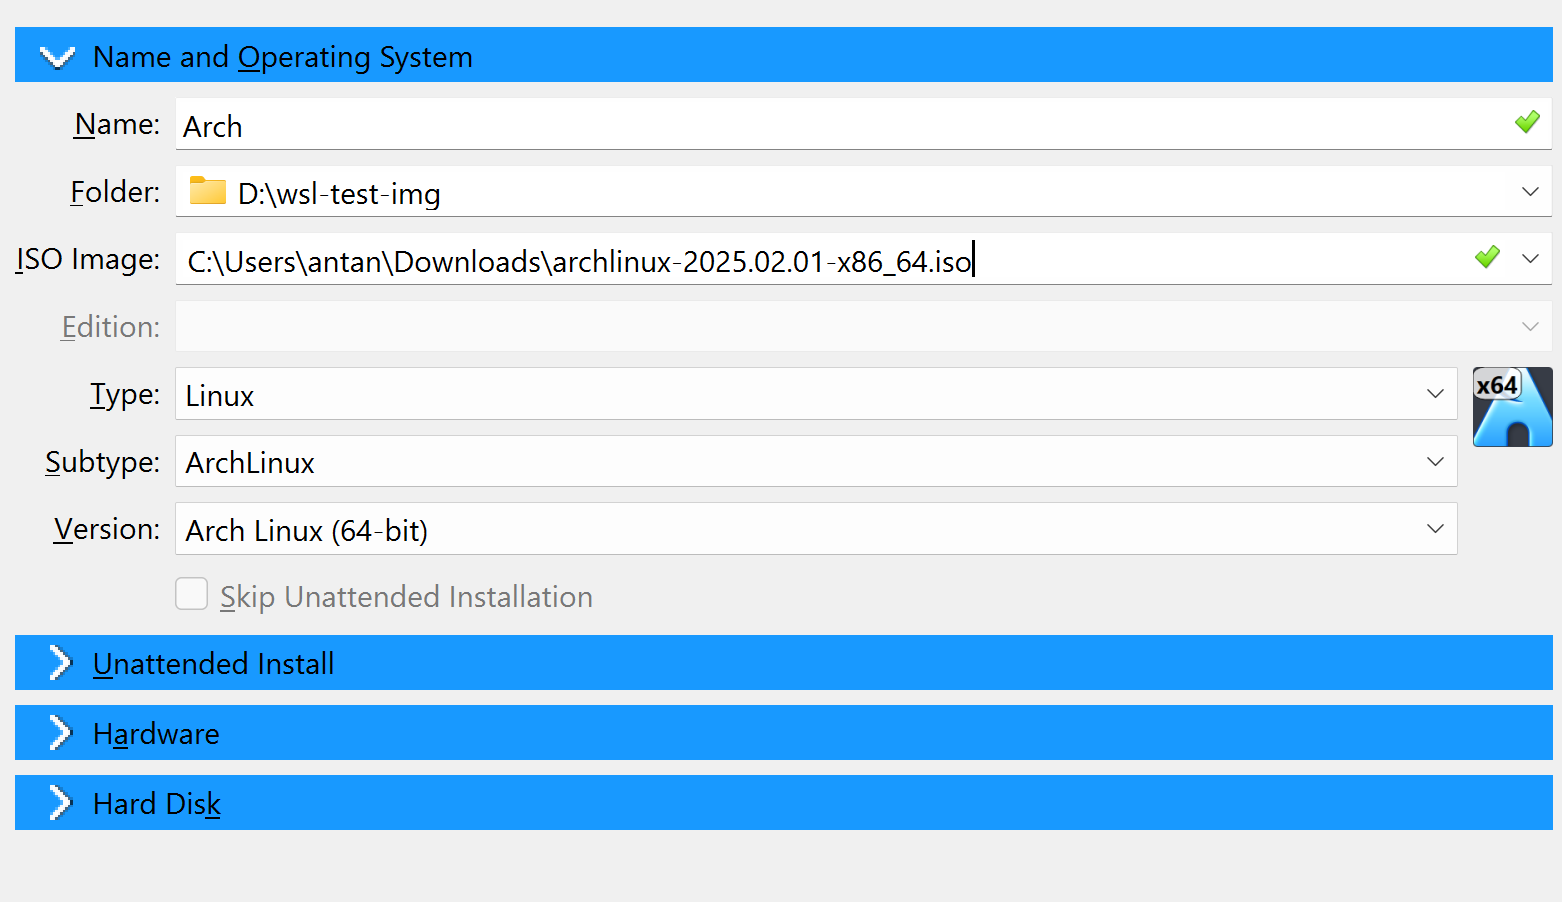 Name and Operating System
Name: Arch
Folder: D:\wsl-test-img
ISO Image: C:\Users\antan\Downloads\archlinux-2025.02.01-x86_64.iso
Edition:
Type: Linux
x64
Subtype: ArchLinux
Version: Arch Linux (64-bit)
Skip Unattended Installation
Unattended Install
Hardware
Hard Disk